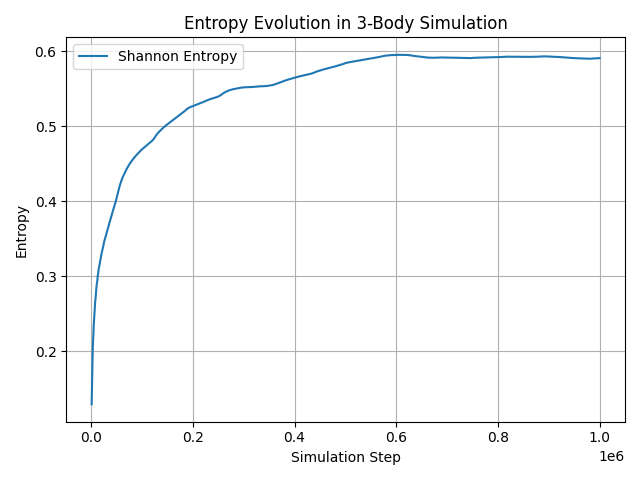 Entropy Evolution in 3-Body Simulation
Shannon Entropy
Entropy
0.6
0.5
0.4
0.3
0.2
0.0 0.2 0.4 0.6 0.8 1.0
1e6
Simulation Step